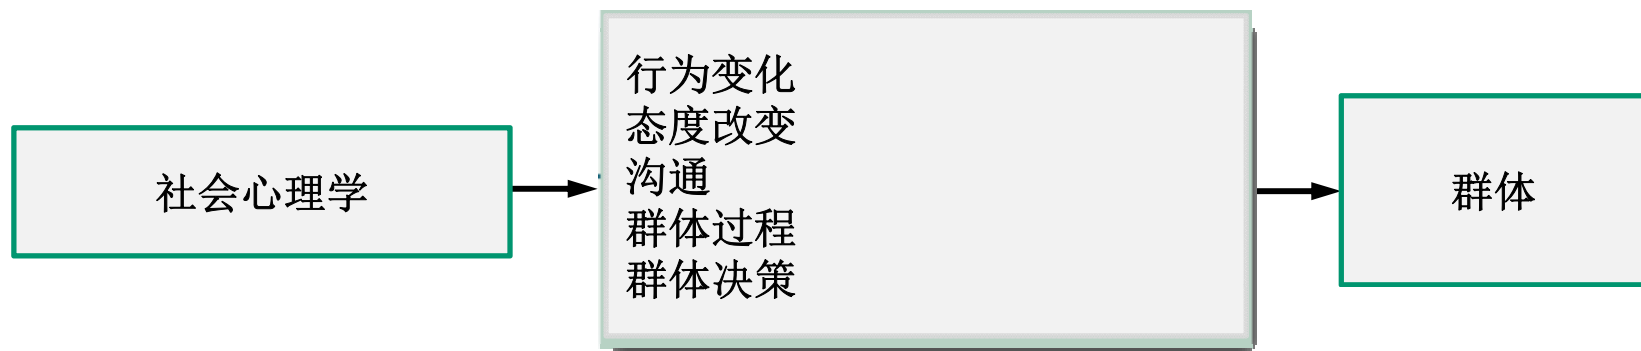 社会心理学
行为变化
态度改变
沟通
群体过程
群体决策
群体